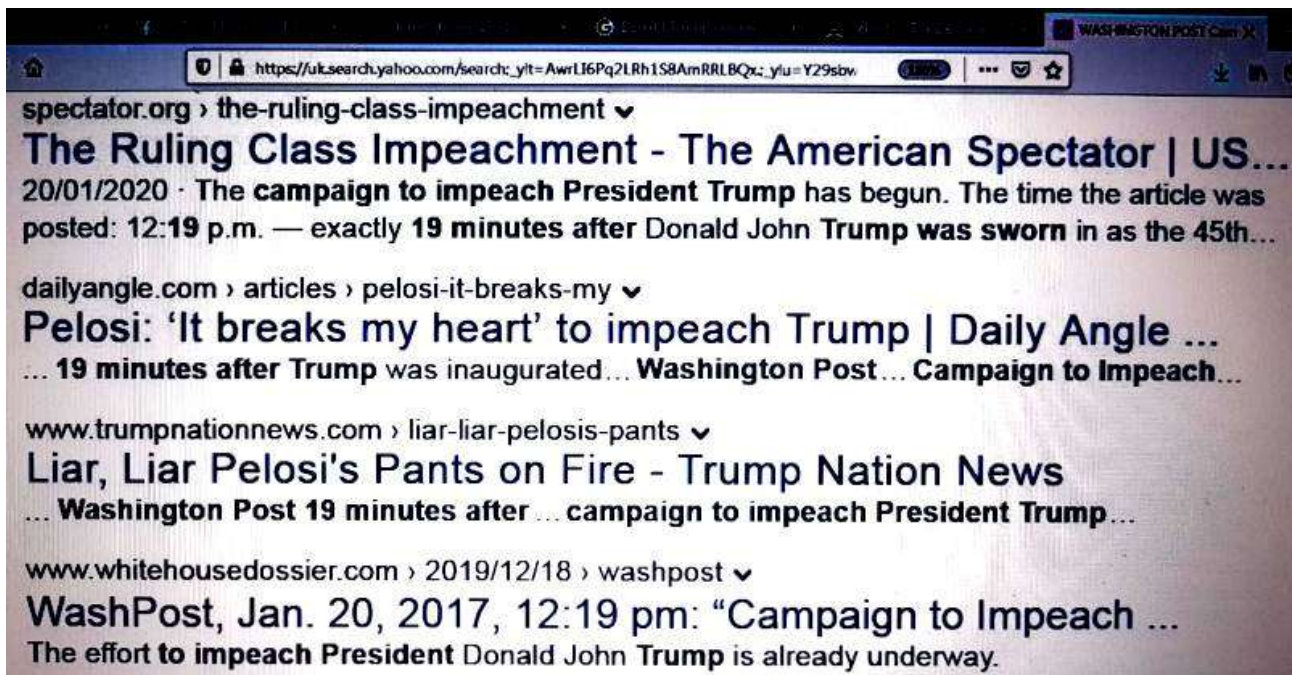 WASHINGTON POST
https://uk.search.yahoo.com/search;_ylt=AwrLI6Pq2LRh1S8AmRRLBQx.;_ylu=Y29sbw
spectator.org › the-ruling-class-impeachment
The Ruling Class Impeachment - The American Spectator | US...
20/01/2020 · The campaign to impeach President Trump has begun. The time the article was
posted: 12:19 p.m. — exactly 19 minutes after Donald John Trump was sworn in as the 45th...
dailyangle.com › articles › pelosi-it-breaks-my
Pelosi: ‘It breaks my heart’ to impeach Trump | Daily Angle ...
... 19 minutes after Trump was inaugurated... Washington Post... Campaign to Impeach...
www.trumpnationnews.com › liar-liar-pelosis-pants
Liar, Liar Pelosi's Pants on Fire - Trump Nation News
... Washington Post 19 minutes after ... campaign to impeach President Trump...
www.whitehousedossier.com › 2019/12/18 › washpost
WashPost, Jan. 20, 2017, 12:19 pm: “Campaign to Impeach ...
The effort to impeach President Donald John Trump is already underway.